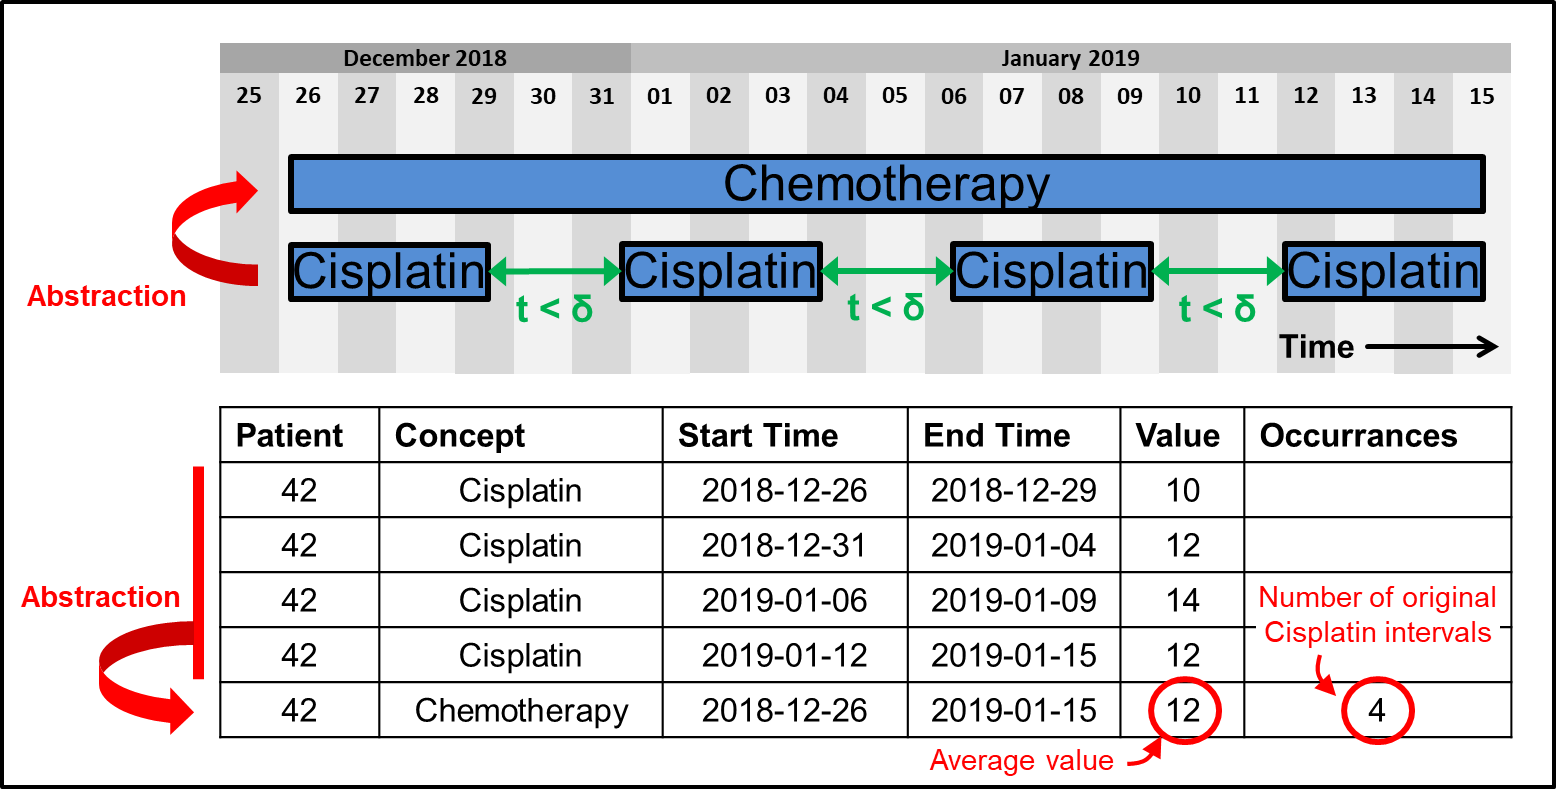 December 2018 January 2019
25 26 27 28 29 30 31 01 02 03 04 05 06 07 08 09 10 11 12 13 14 15
Chemotherapy
Cisplatin Cisplatin Cisplatin Cisplatin
Abstraction
t < δ t < δ t < δ
Time
Patient Concept Start Time End Time Value Occurrances
42 Cisplatin 2018-12-26 2018-12-29 10
42 Cisplatin 2018-12-31 2019-01-04 12
Abstraction
42 Cisplatin 2019-01-06 2019-01-09 14
Number of original
Cisplatin intervals
42 Cisplatin 2019-01-12 2019-01-15 12
42 Chemotherapy 2018-12-26 2019-01-15 12 4
Average value